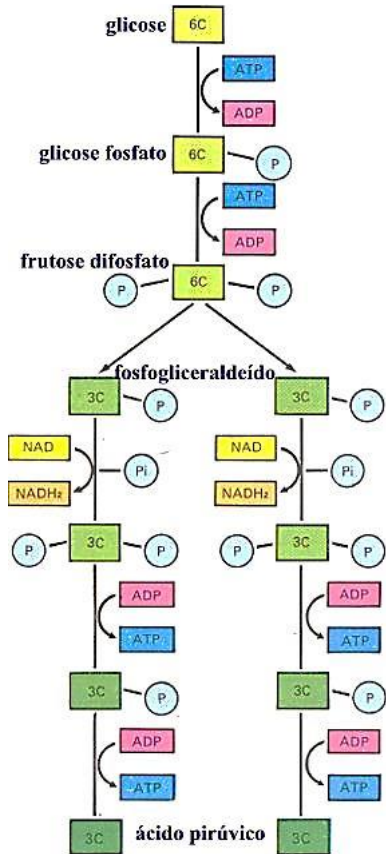 glicose 6C
ATP
ADP
glicose fosfato 6C P
ATP
ADP
frutose difosfato
P 6C P
fosfogliceraldeído
3C P 3C P
NAD NAD
Pi Pi
NADH₂ NADH₂
P 3C P P 3C P
ADP ADP
ATP ATP
3C P 3C P
ADP ADP
ATP ATP
3C ácido pirúvico 3C